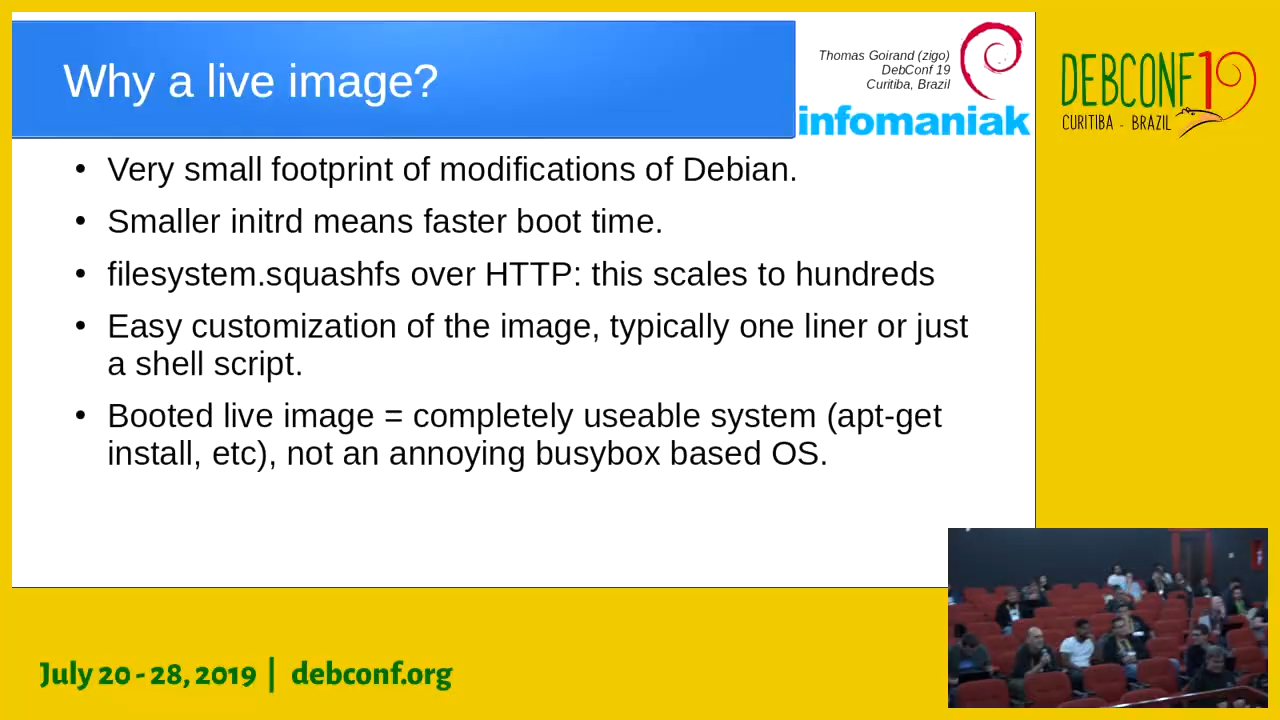 Why a live image?
Thomas Goirand (zigo)
DebConf 19
Curitiba, Brazil
infomaniak
DEBCONF19
CURITIBA - BRAZIL
• Very small footprint of modifications of Debian.
• Smaller initrd means faster boot time.
• filesystem.squashfs over HTTP: this scales to hundreds
• Easy customization of the image, typically one liner or just
a shell script.
• Booted live image = completely useable system (apt-get
install, etc), not an annoying busybox based OS.
July 20 - 28, 2019 | debconf.org